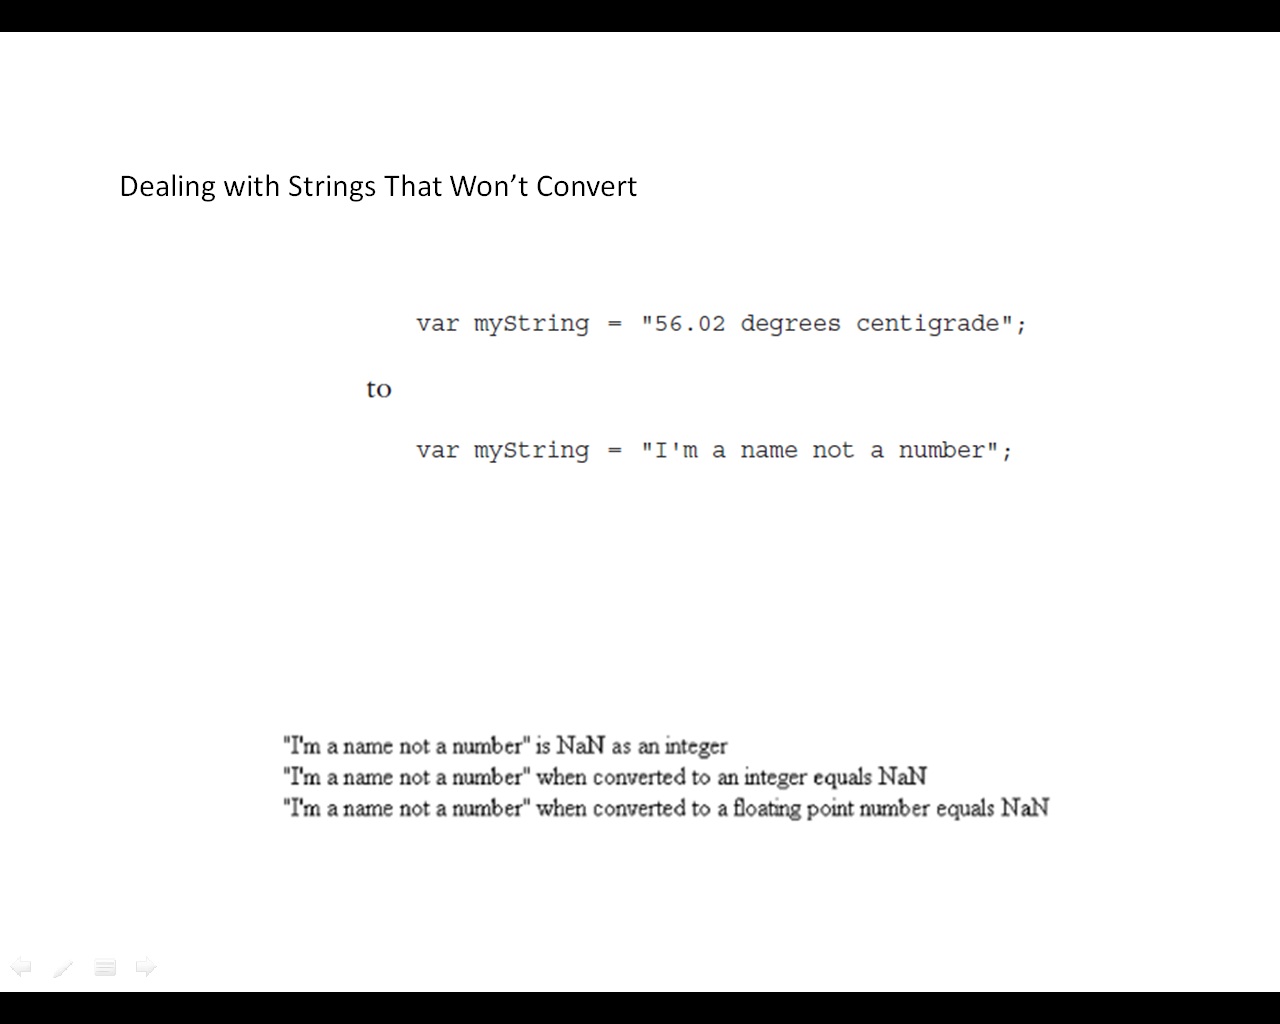 Dealing with Strings That Won’t Convert
var myString = "56.02 degrees centigrade";
to
var myString = "I'm a name not a number";
"I'm a name not a number" is NaN as an integer
"I'm a name not a number" when converted to an integer equals NaN
"I'm a name not a number" when converted to a floating point number equals NaN